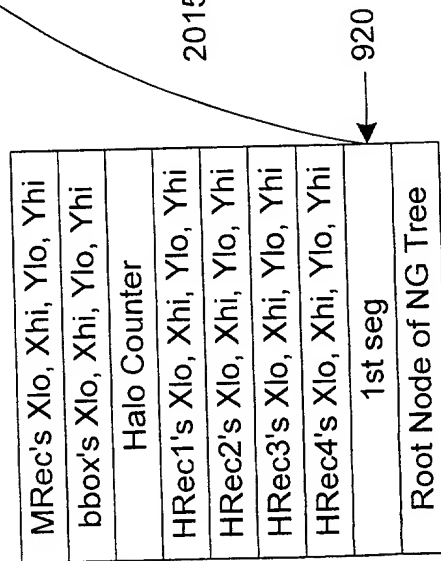 MRec's Xlo, Xhi, Ylo, Yhi
bbox's Xlo, Xhi, Ylo, Yhi
Halo Counter
HRec1's Xlo, Xhi, Ylo, Yhi
HRec2's Xlo, Xhi, Ylo, Yhi
HRec3's Xlo, Xhi, Ylo, Yhi
HRec4's Xlo, Xhi, Ylo, Yhi
1st seg
Root Node of NG Tree
2015
920